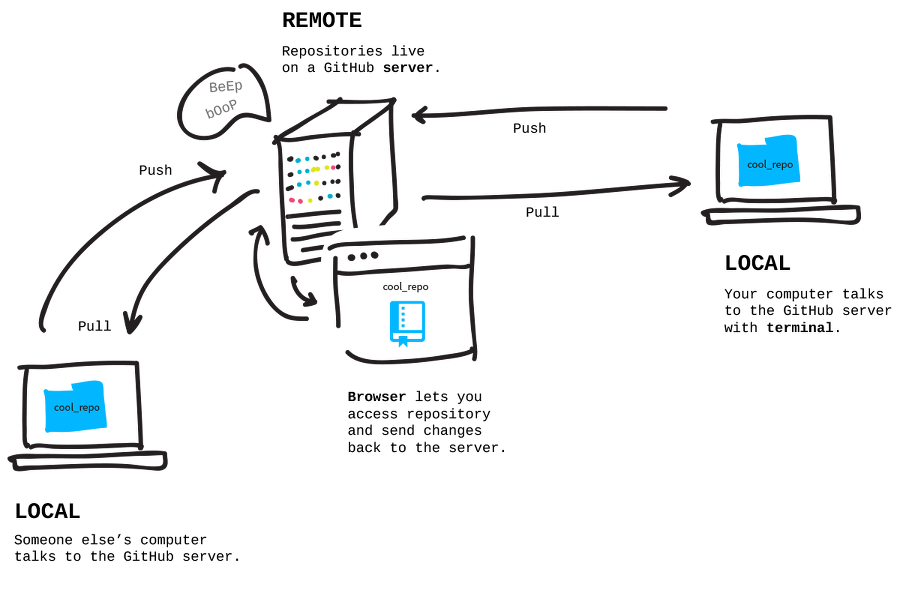 REMOTE
Repositories live
on a GitHub server.
BeEp
bOoP
Push
Pull
Push
Pull
cool_repo
LOCAL
Your computer talks
to the GitHub server
with terminal.
cool_repo
Browser lets you
access repository
and send changes
back to the server.
cool_repo
LOCAL
Someone else’s computer
talks to the GitHub server.